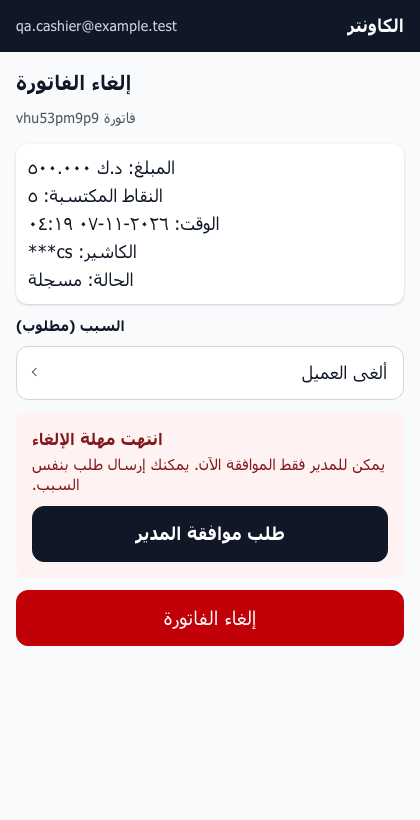 الكاونتر
qa.cashier@example.test
إلغاء الفاتورة
فاتورة vhu53pm9p9
المبلغ: د.ك ٥٠٠.٠٠٠
النقاط المكتسبة: ٥
الوقت: ٢٠٢٦-١١-٠٧ ٠٤:١٩
الكاشير: cs***
الحالة: مسجلة
السبب (مطلوب)
ألغى العميل
انتهت مهلة الإلغاء
يمكن للمدير فقط الموافقة الآن. يمكنك إرسال طلب بنفس
السبب.
طلب موافقة المدير
إلغاء الفاتورة